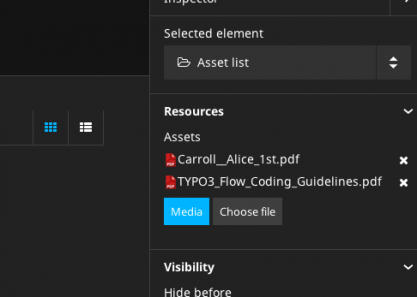 Inspector
Selected element
Asset list
Resources
Assets
Carroll__Alice_1st.pdf
TYPO3_Flow_Coding_Guidelines.pdf
Media Choose file
Visibility
Hide before